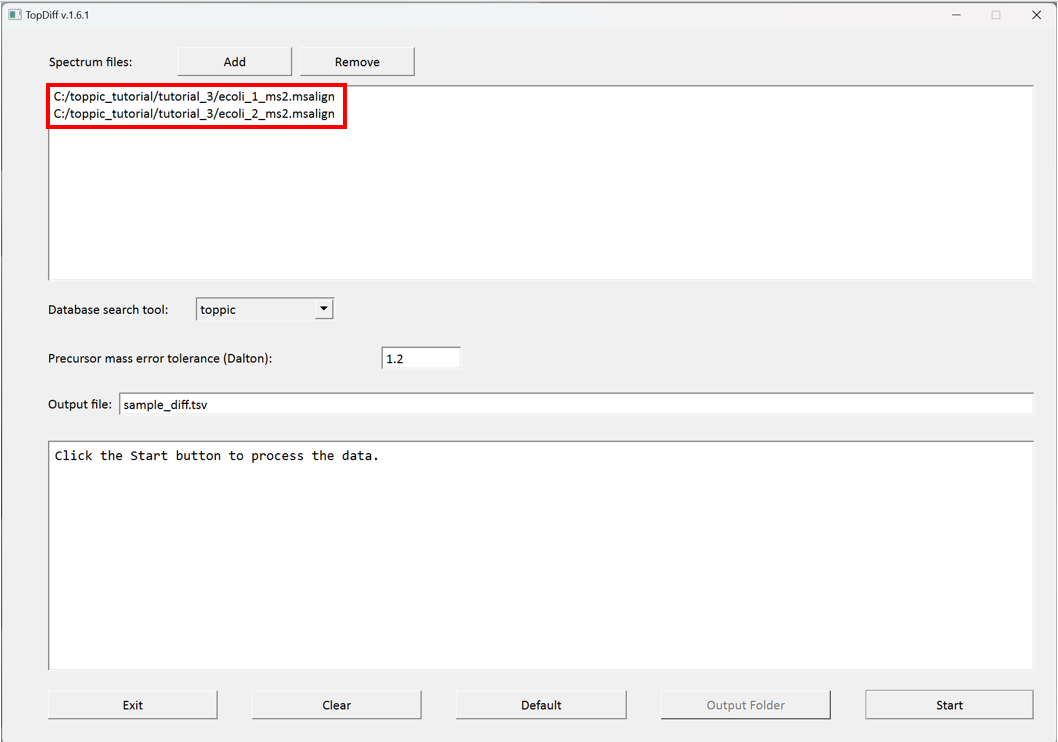 TopDiff v.1.6.1
Spectrum files: Add Remove
C:/toppic_tutorial/tutorial_3/ecoli_1_ms2.msalign
C:/toppic_tutorial/tutorial_3/ecoli_2_ms2.msalign
Database search tool: toppic
Precursor mass error tolerance (Dalton): 1.2
Output file: sample_diff.tsv
Click the Start button to process the data.
Exit Clear Default Output Folder Start